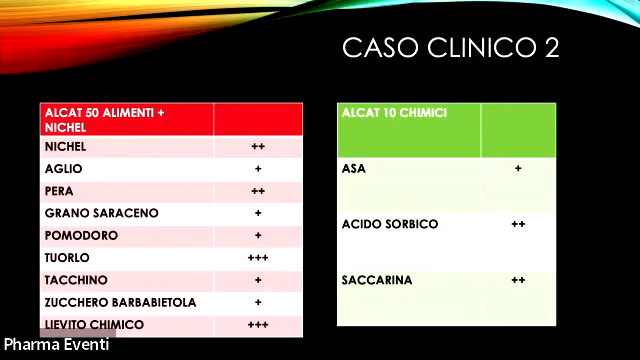 CASO CLINICO 2
ALCAT 50 ALIMENTI +
NICHEL
NICHEL ++
AGLIO +
PERA ++
GRANO SARACENO +
POMODORO +
TUORLO +++
TACCHINO +
ZUCCHERO BARBABIETOLA +
LIEVITO CHIMICO +++
ALCAT 10 CHIMICI
ASA +
ACIDO SORBICO ++
SACCARINA ++
Pharma Eventi